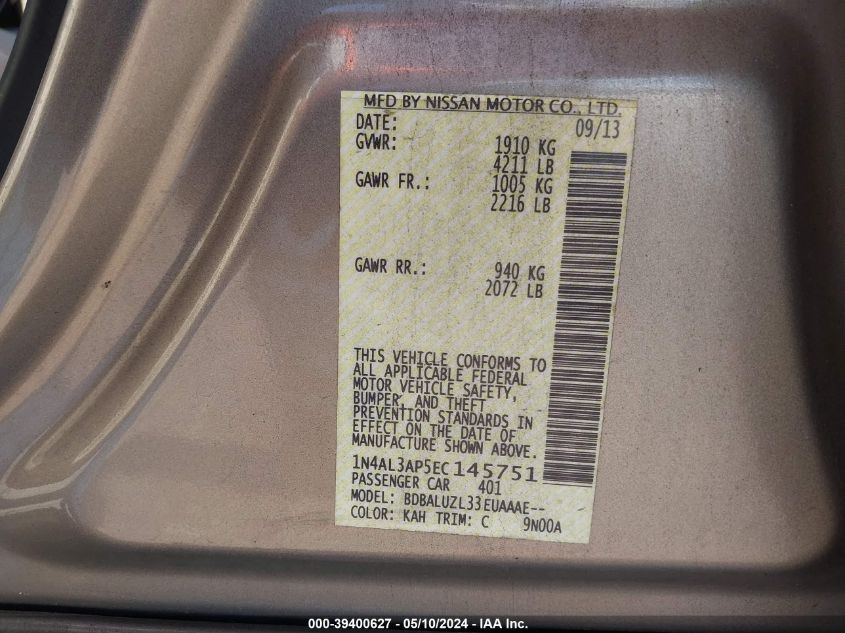 MFD BY NISSAN MOTOR CO., LTD.
DATE: 09/13
GVWR: 1910 KG
4211 LB
GAWR FR.: 1005 KG
2216 LB
GAWR RR.: 940 KG
2072 LB
THIS VEHICLE CONFORMS TO
ALL APPLICABLE FEDERAL
MOTOR VEHICLE SAFETY,
BUMPER, AND THEFT
PREVENTION STANDARDS IN
EFFECT ON THE DATE OF
MANUFACTURE SHOWN ABOVE.
1N4AL3AP5EC145751
PASSENGER CAR 401
MODEL: BDBALUZL33EUAAAE--
COLOR: KAH TRIM: C 9N00A
000-39400627 - 05/10/2024 - IAA Inc.